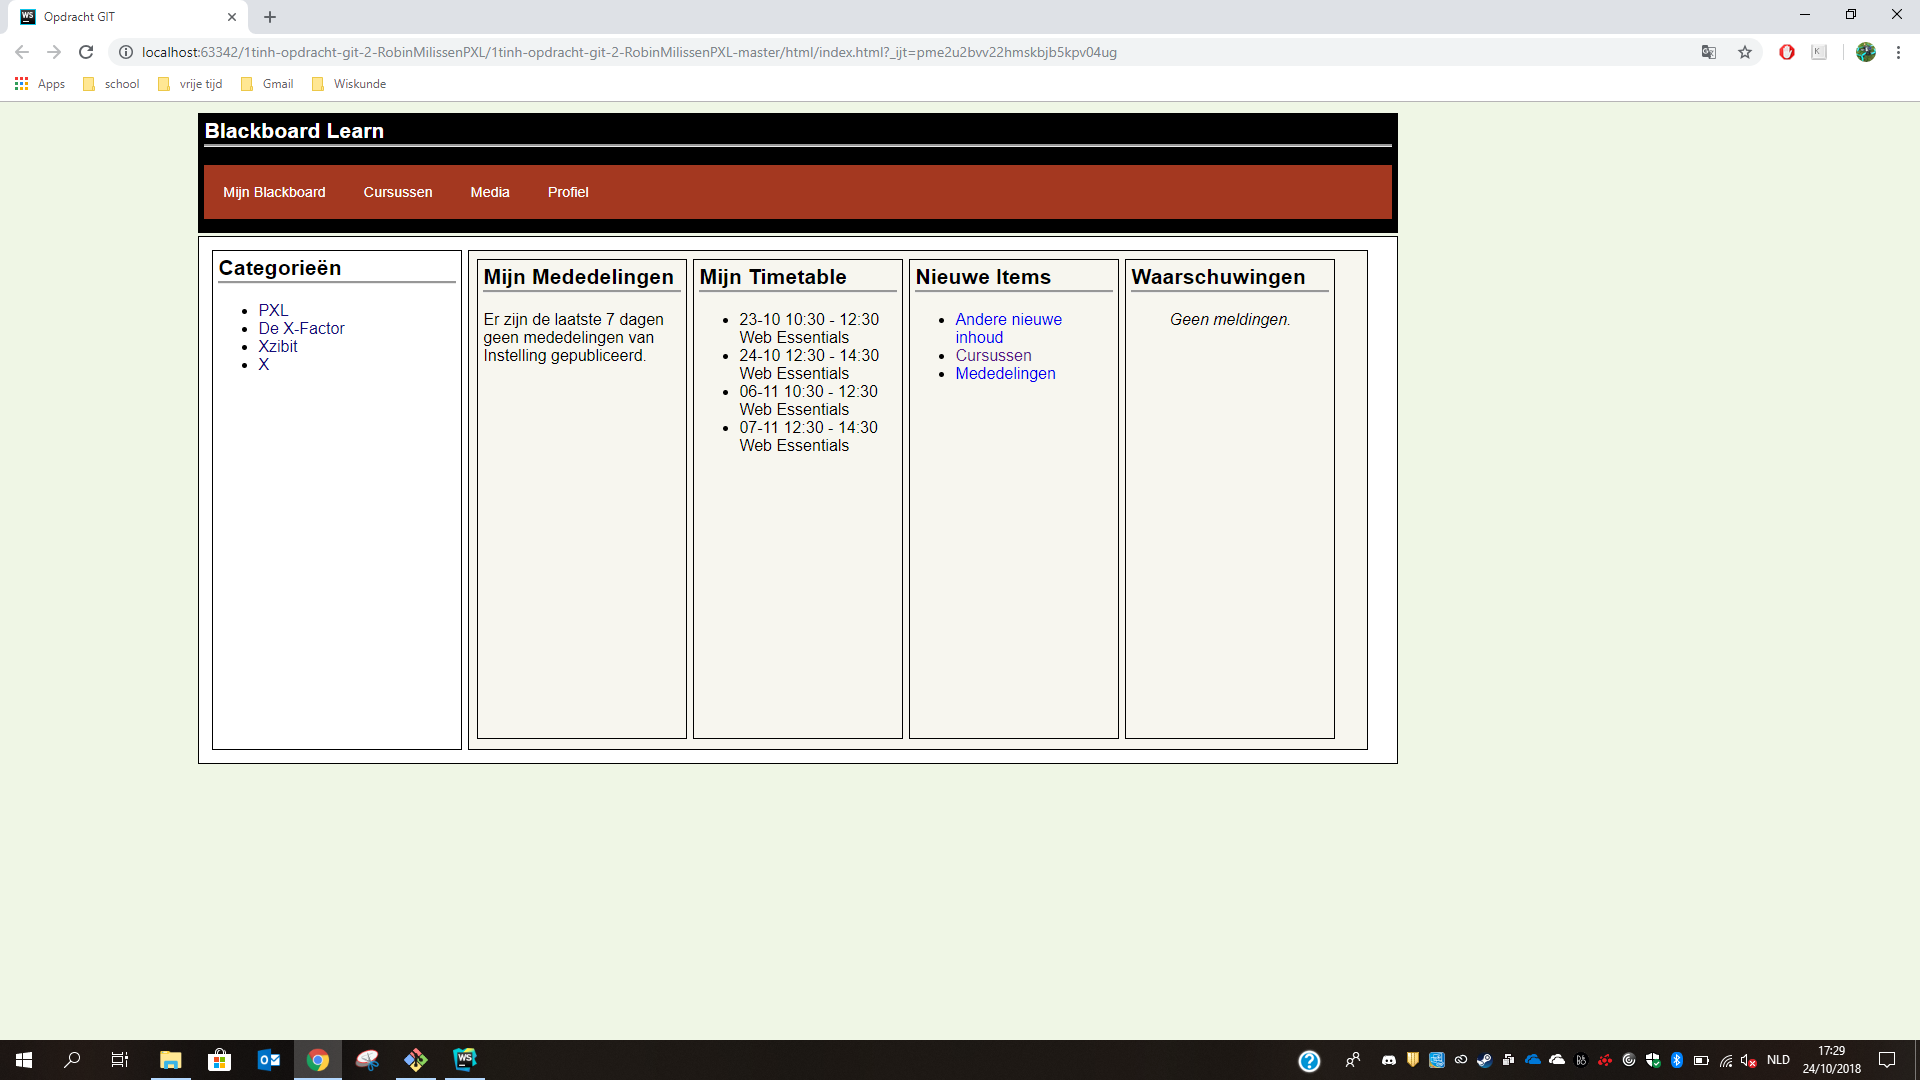 Opdracht GIT
localhost:63342/1tinh-opdracht-git-2-RobinMilissenPXL/1tinh-opdracht-git-2-RobinMilissenPXL-master/html/index.html?_ijt=pme2u2bvv22hmskbjb5kpv04ug
Apps school vrije tijd Gmail Wiskunde
Blackboard Learn
Mijn Blackboard Cursussen Media Profiel
Categorieën
PXL
De X-Factor
Xzibit
X
Mijn Mededelingen
Er zijn de laatste 7 dagen
geen mededelingen van
Instelling gepubliceerd.
Mijn Timetable
23-10 10:30 - 12:30
Web Essentials
24-10 12:30 - 14:30
Web Essentials
06-11 10:30 - 12:30
Web Essentials
07-11 12:30 - 14:30
Web Essentials
Nieuwe Items
Andere nieuwe
inhoud
Cursussen
Mededelingen
Waarschuwingen
Geen meldingen.
NLD
17:29
24/10/2018